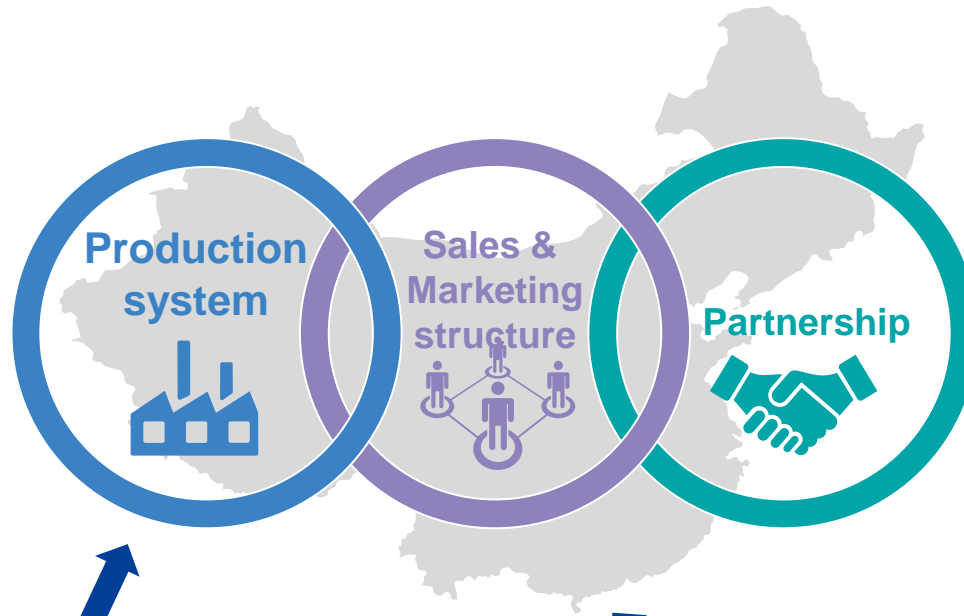 Production
system
Sales &
Marketing
structure
Partnership